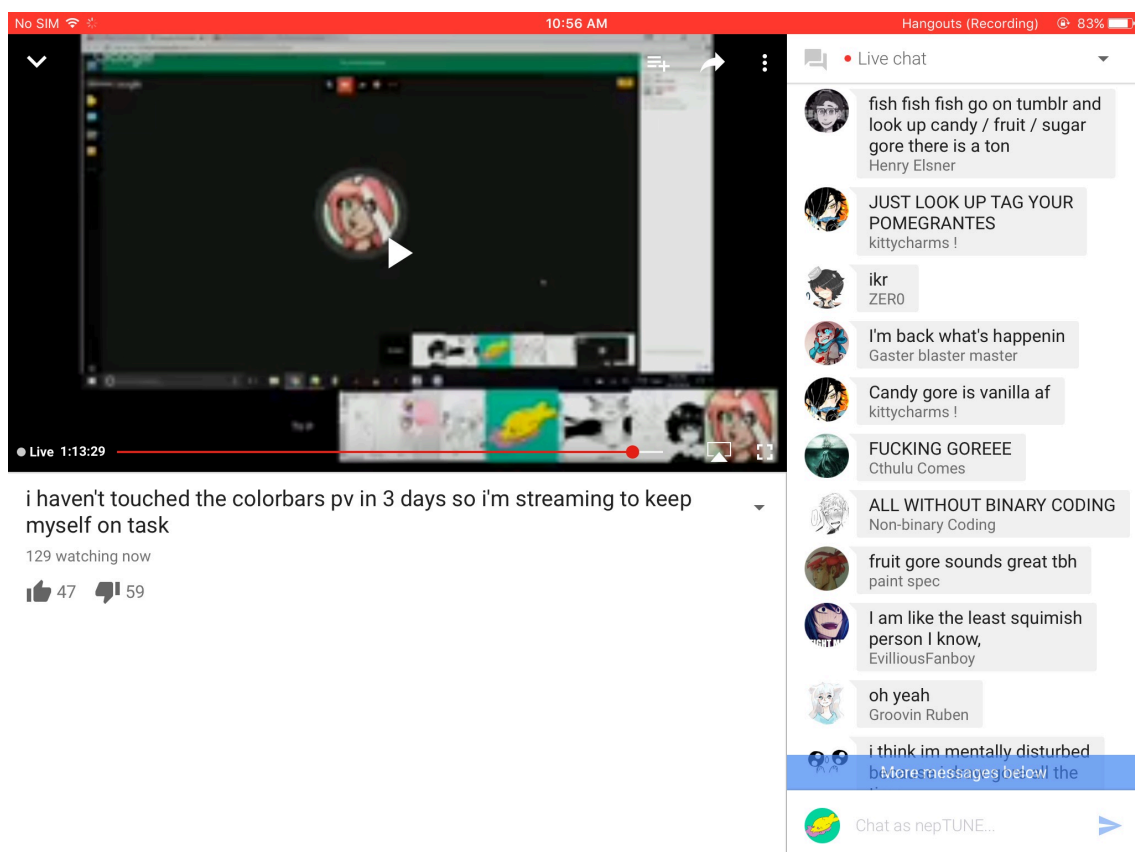 No SIM
10:56 AM
Hangouts (Recording)
83%
Live 1:13:29
i haven't touched the colorbars pv in 3 days so i'm streaming to keep
myself on task
129 watching now
47
59
Live chat
fish fish fish go on tumblr and
look up candy / fruit / sugar
gore there is a ton
Henry Elsner
JUST LOOK UP TAG YOUR
POMEGRANTES
kittycharms !
ikr
ZER0
I'm back what's happenin
Gaster blaster master
Candy gore is vanilla af
kittycharms !
FUCKING GOREEE
Cthulu Comes
ALL WITHOUT BINARY CODING
Non-binary Coding
fruit gore sounds great tbh
paint spec
I am like the least squimish
person I know,
EvilliousFanboy
oh yeah
Groovin Ruben
i think im mentally disturbed
More messages below
Chat as nepTUNE...